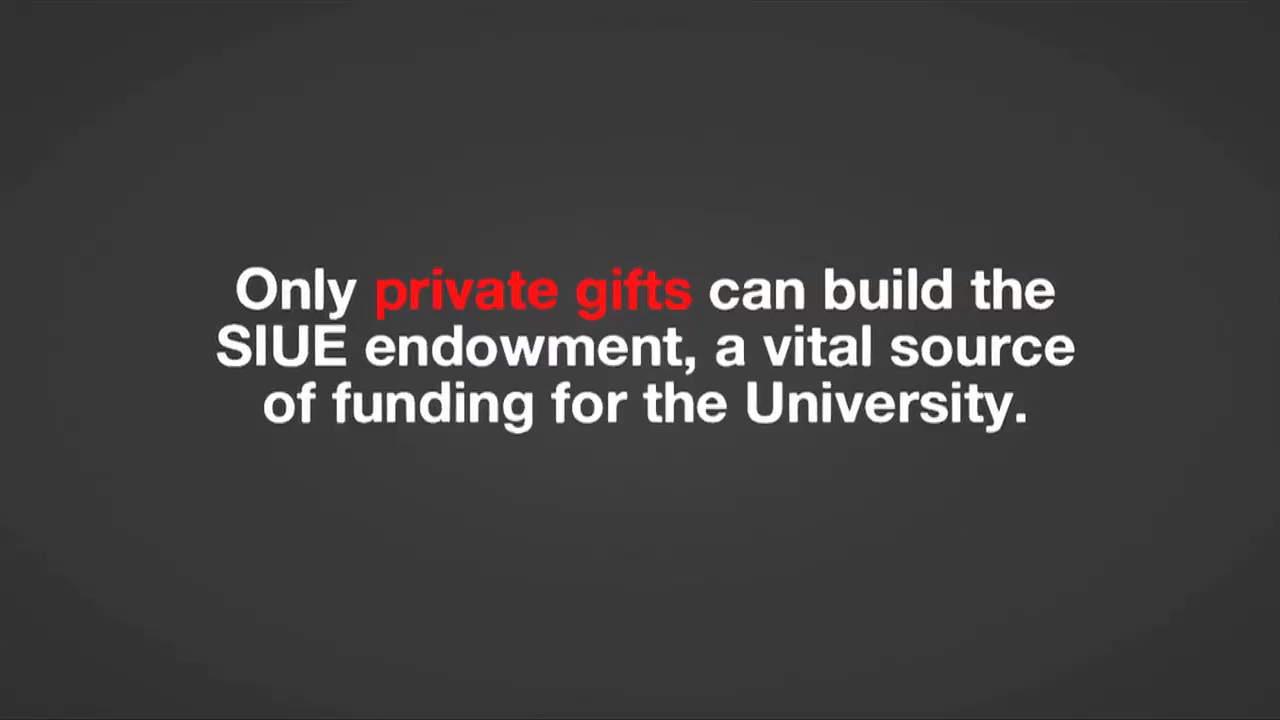 Only private gifts can build the
SIUE endowment, a vital source
of funding for the University.